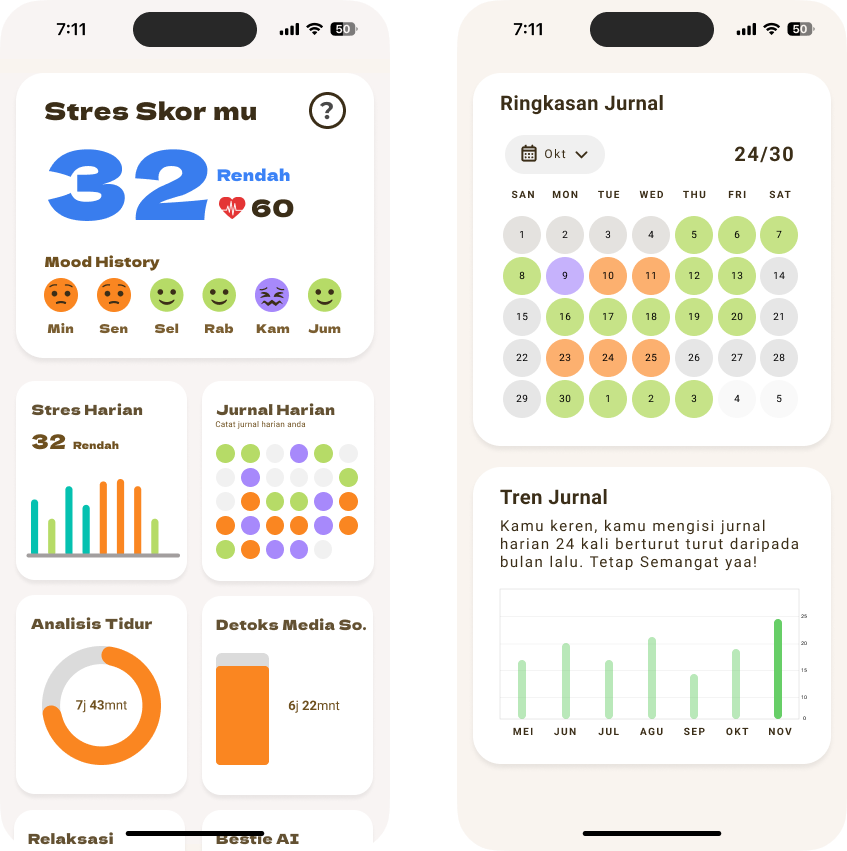 7:11
50
Stres Skor mu
?
32
Rendah
60
Mood History
Min Sen Sel Rab Kam Jum
Stres Harian
32 Rendah
Jurnal Harian
Catat jurnal harian anda
Analisis Tidur
7j 43mnt
Detoks Media So.
6j 22mnt
Relaksasi
Bestie AI
7:11
50
Ringkasan Jurnal
Okt
24/30
SAN MON TUE WED THU FRI SAT
1 2 3 4 5 6 7
8 9 10 11 12 13 14
15 16 17 18 19 20 21
22 23 24 25 26 27 28
29 30 1 2 3 4 5
Tren Jurnal
Kamu keren, kamu mengisi jurnal
harian 24 kali berturut turut daripada
bulan lalu. Tetap Semangat yaa!
25
20
15
10
0
MEI JUN JUL AGU SEP OKT NOV